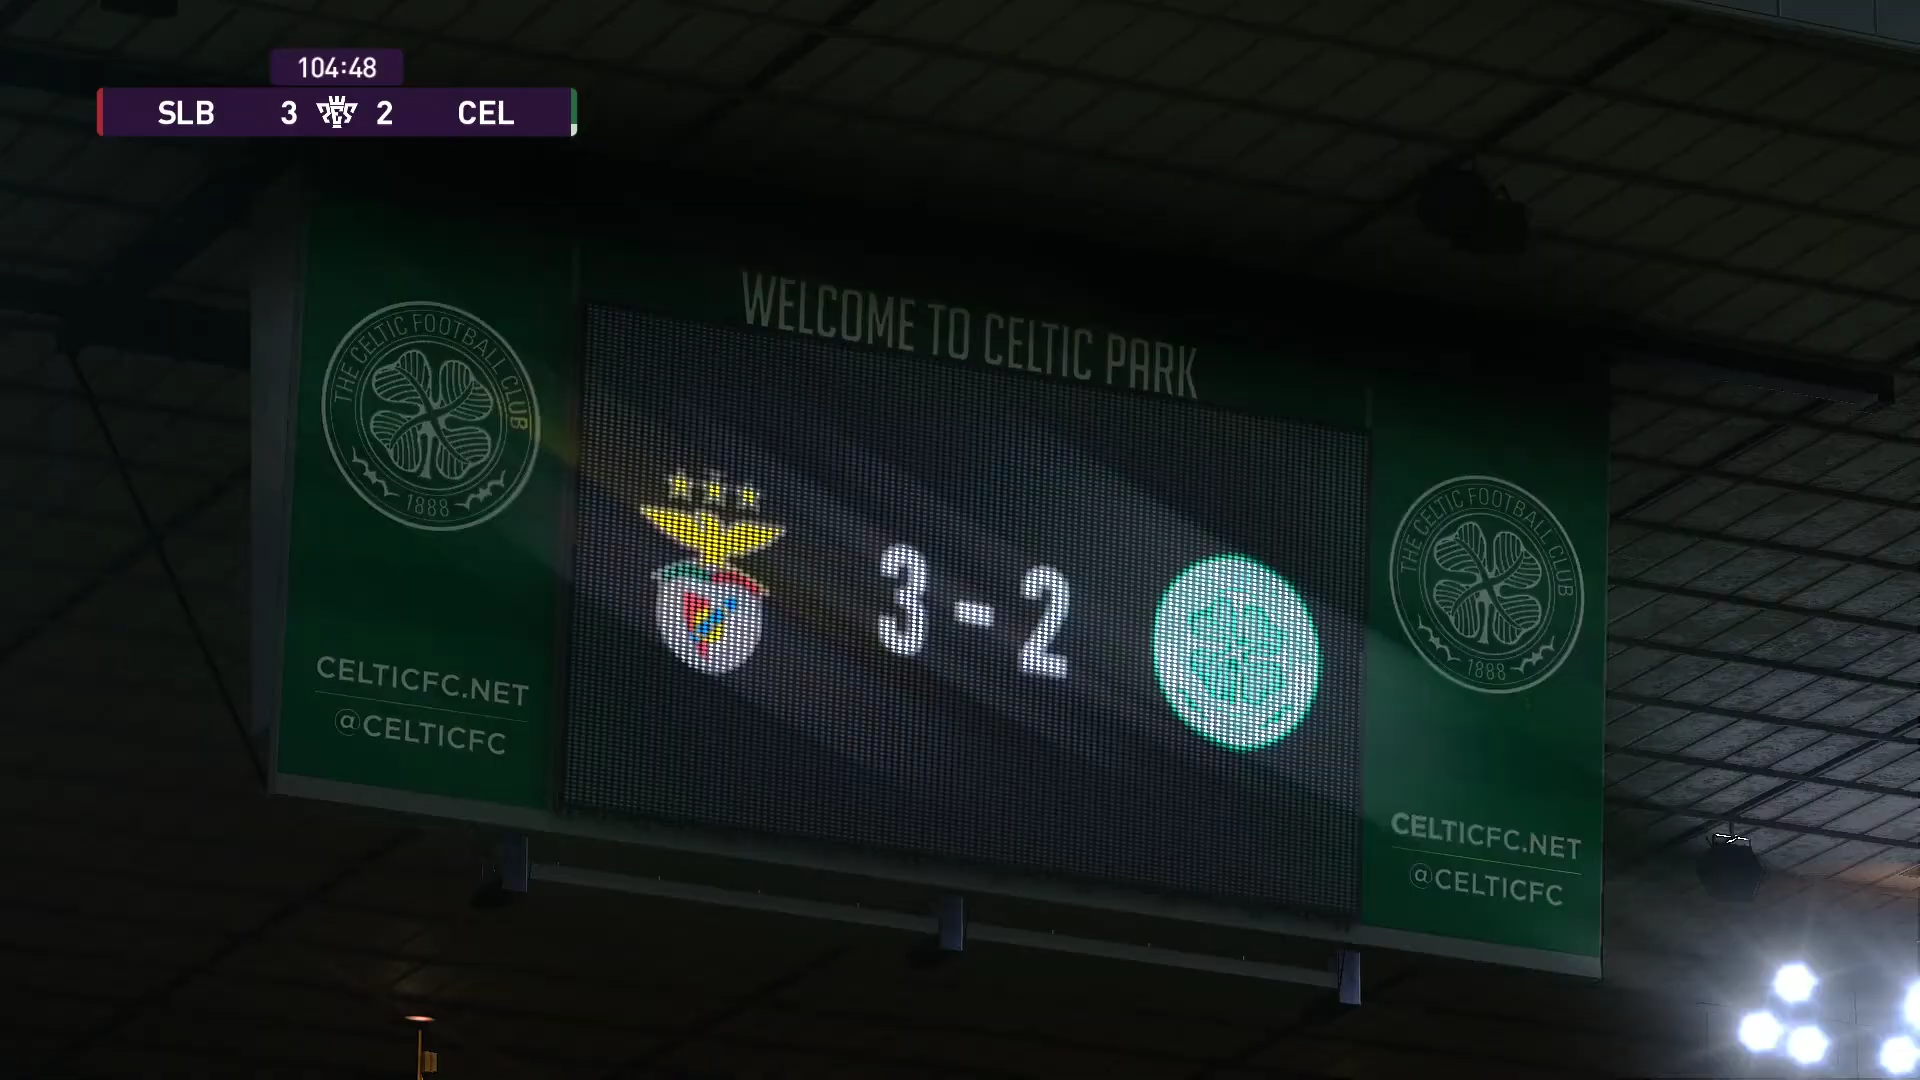 104:48
SLB 3 2 CEL
WELCOME TO CELTIC PARK
THE CELTIC FOOTBALL CLUB
1888
CELTICFC.NET
@CELTICFC
3 - 2
THE CELTIC FOOTBALL CLUB
1888
CELTICFC.NET
@CELTICFC